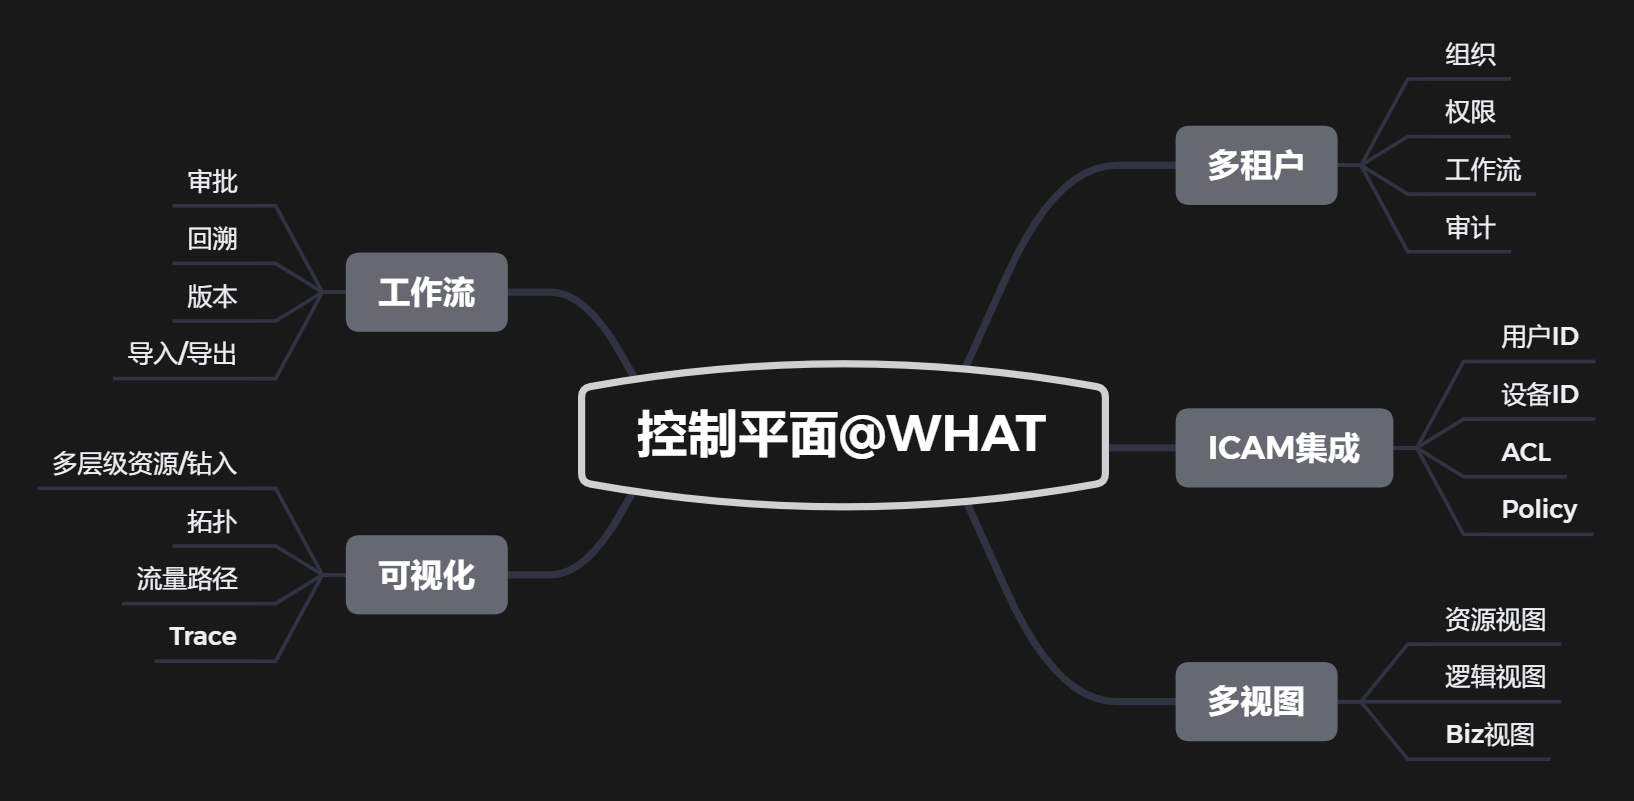 控制平面@WHAT
多租户
组织
权限
工作流
审计
ICAM集成
用户ID
设备ID
ACL
Policy
多视图
资源视图
逻辑视图
Biz视图
工作流
审批
回溯
版本
导入/导出
可视化
多层级资源/钻入
拓扑
流量路径
Trace